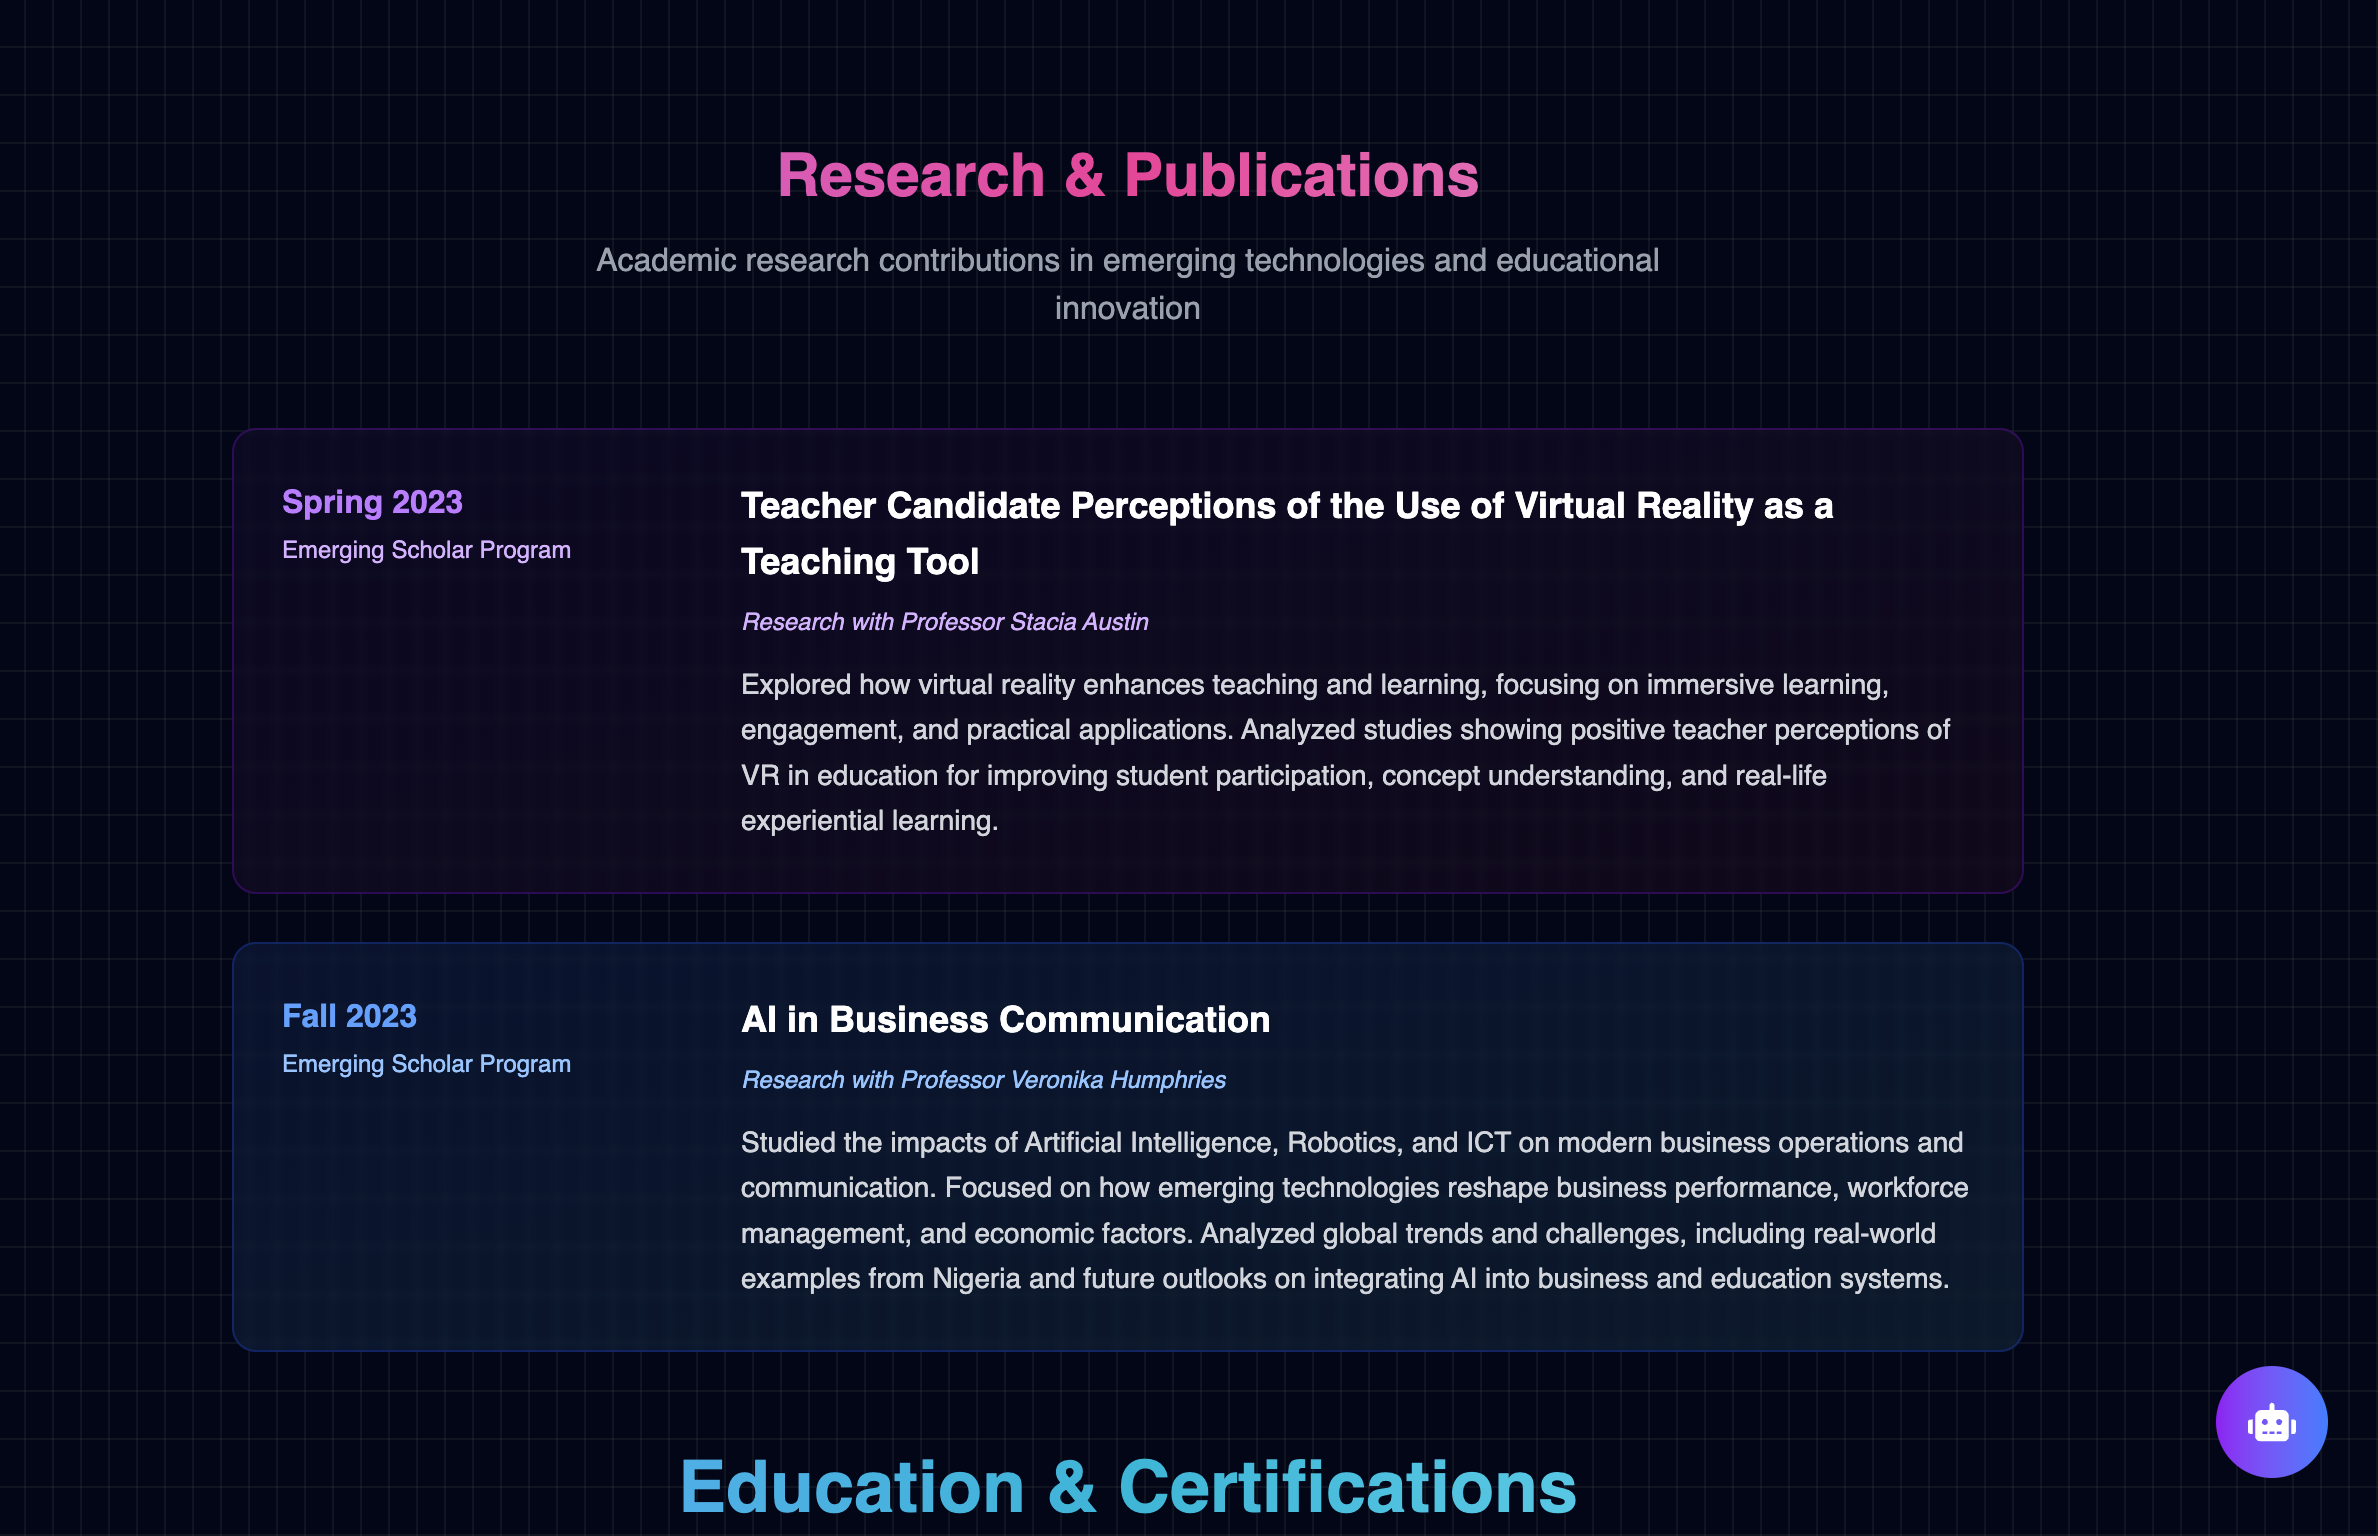 Research & Publications
Academic research contributions in emerging technologies and educational
innovation
Spring 2023
Emerging Scholar Program
Teacher Candidate Perceptions of the Use of Virtual Reality as a
Teaching Tool
Research with Professor Stacia Austin
Explored how virtual reality enhances teaching and learning, focusing on immersive learning,
engagement, and practical applications. Analyzed studies showing positive teacher perceptions of
VR in education for improving student participation, concept understanding, and real-life
experiential learning.
Fall 2023
Emerging Scholar Program
AI in Business Communication
Research with Professor Veronika Humphries
Studied the impacts of Artificial Intelligence, Robotics, and ICT on modern business operations and
communication. Focused on how emerging technologies reshape business performance, workforce
management, and economic factors. Analyzed global trends and challenges, including real-world
examples from Nigeria and future outlooks on integrating AI into business and education systems.
Education & Certifications